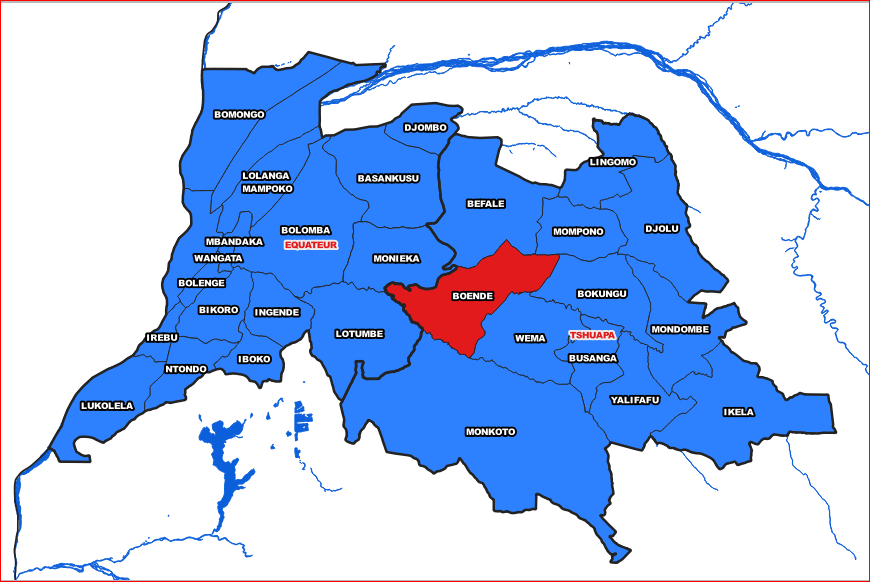 BOMONGO
DJOMBO
LINGOMO
LOLANGA
BASANKUSU
MAMPOKO
BEFALE
BOLOMBA
MOMPONO
DJOLU
MBANDAKA
EQUATEUR
WANGATA
MONIEKA
BOLENGE
BOENDE
BOKUNGU
BIKORO
INGENDE
IREBU
LOTUMBE
WEMA
TSHUAPA
MONDOMBE
IBOKO
BUSANGA
NTONDO
LUKOLELA
YALIFAFU
IKELA
MONKOTO